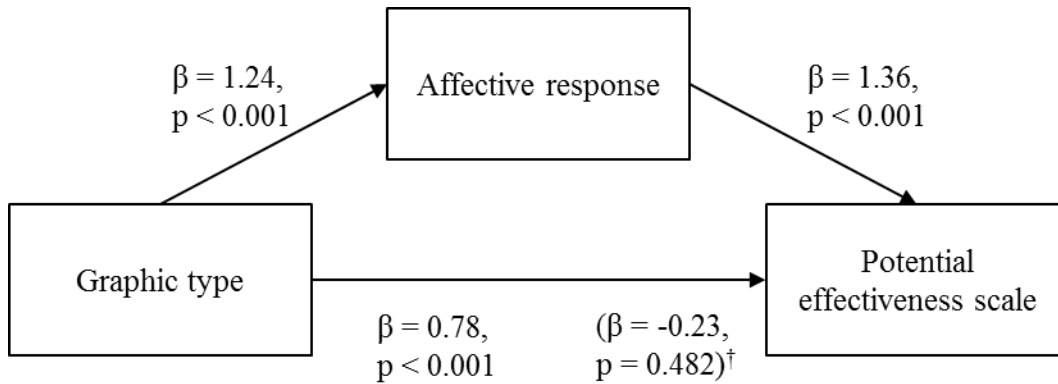 Affective response
β = 1.24,
p < 0.001
β = 1.36,
p < 0.001
Graphic type
Potential
effectiveness scale
β = 0.78,
p < 0.001
(β = -0.23,
p = 0.482)†